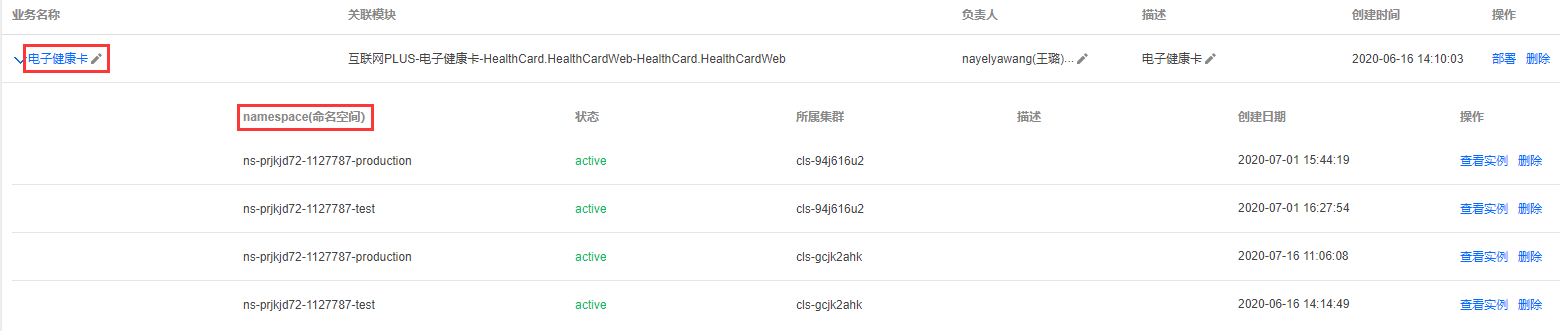 业务名称 关联模块 负责人 描述 创建时间 操作
电子健康卡 互联网PLUS-电子健康卡-HealthCard.HealthCardWeb-HealthCard.HealthCardWeb nayelyawang(王璐)... 电子健康卡 2020-06-16 14:10:03 部署 删除
namespace(命名空间) 状态 所属集群 描述 创建日期 操作
ns-prjkjd72-1127787-production active cls-94j616u2 2020-07-01 15:44:19 查看实例 删除
ns-prjkjd72-1127787-test active cls-94j616u2 2020-07-01 16:27:54 查看实例 删除
ns-prjkjd72-1127787-production active cls-gcjk2ahk 2020-07-16 11:06:08 查看实例 删除
ns-prjkjd72-1127787-test active cls-gcjk2ahk 2020-06-16 14:14:49 查看实例 删除